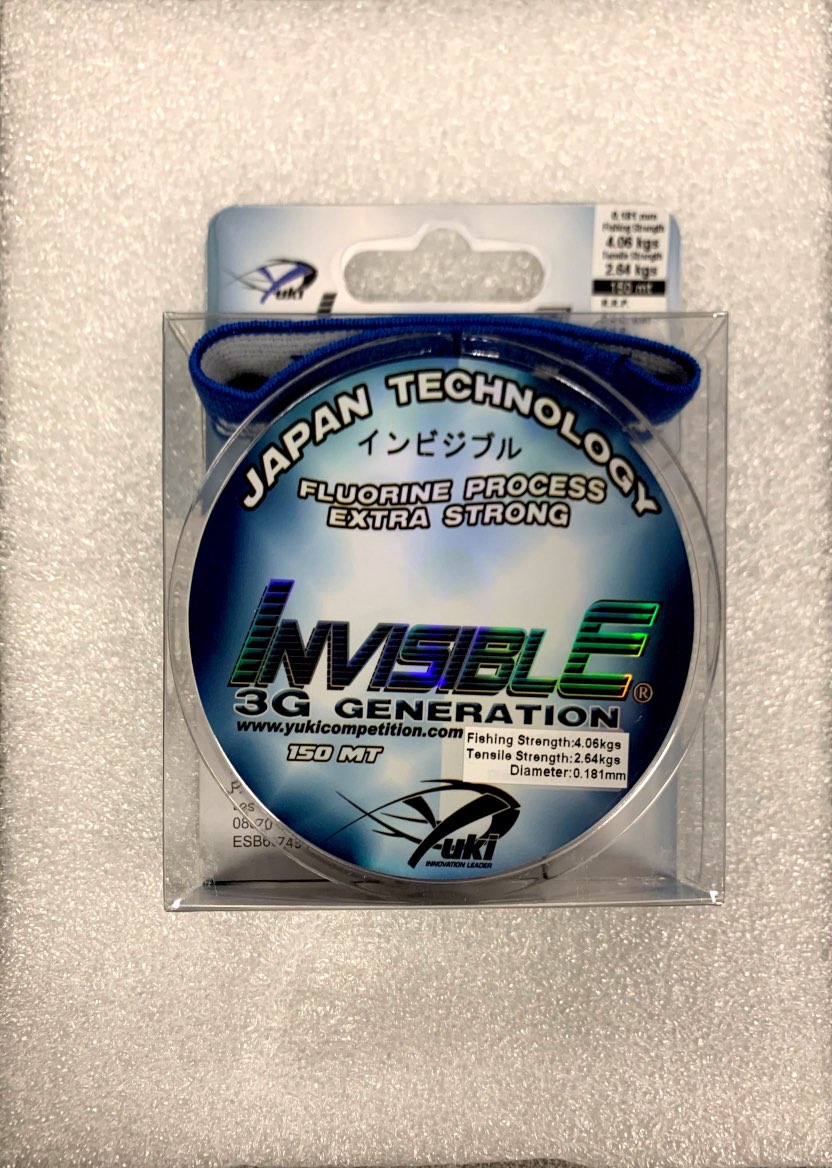 0.181 mm
Fishing Strength
4.06 kgs
Tensile Strength
2.64 kgs
150 mt
Yuki
JAPAN TECHNOLOGY
インビジブル
FLUORINE PROCESS
EXTRA STRONG
INVISIBLE®
3G GENERATION
www.yukicompetition.com
150 MT
Fishing Strength:4.06kgs
Tensile Strength:2.64kgs
Diameter:0.181mm
Yuki
INNOVATION LEADER